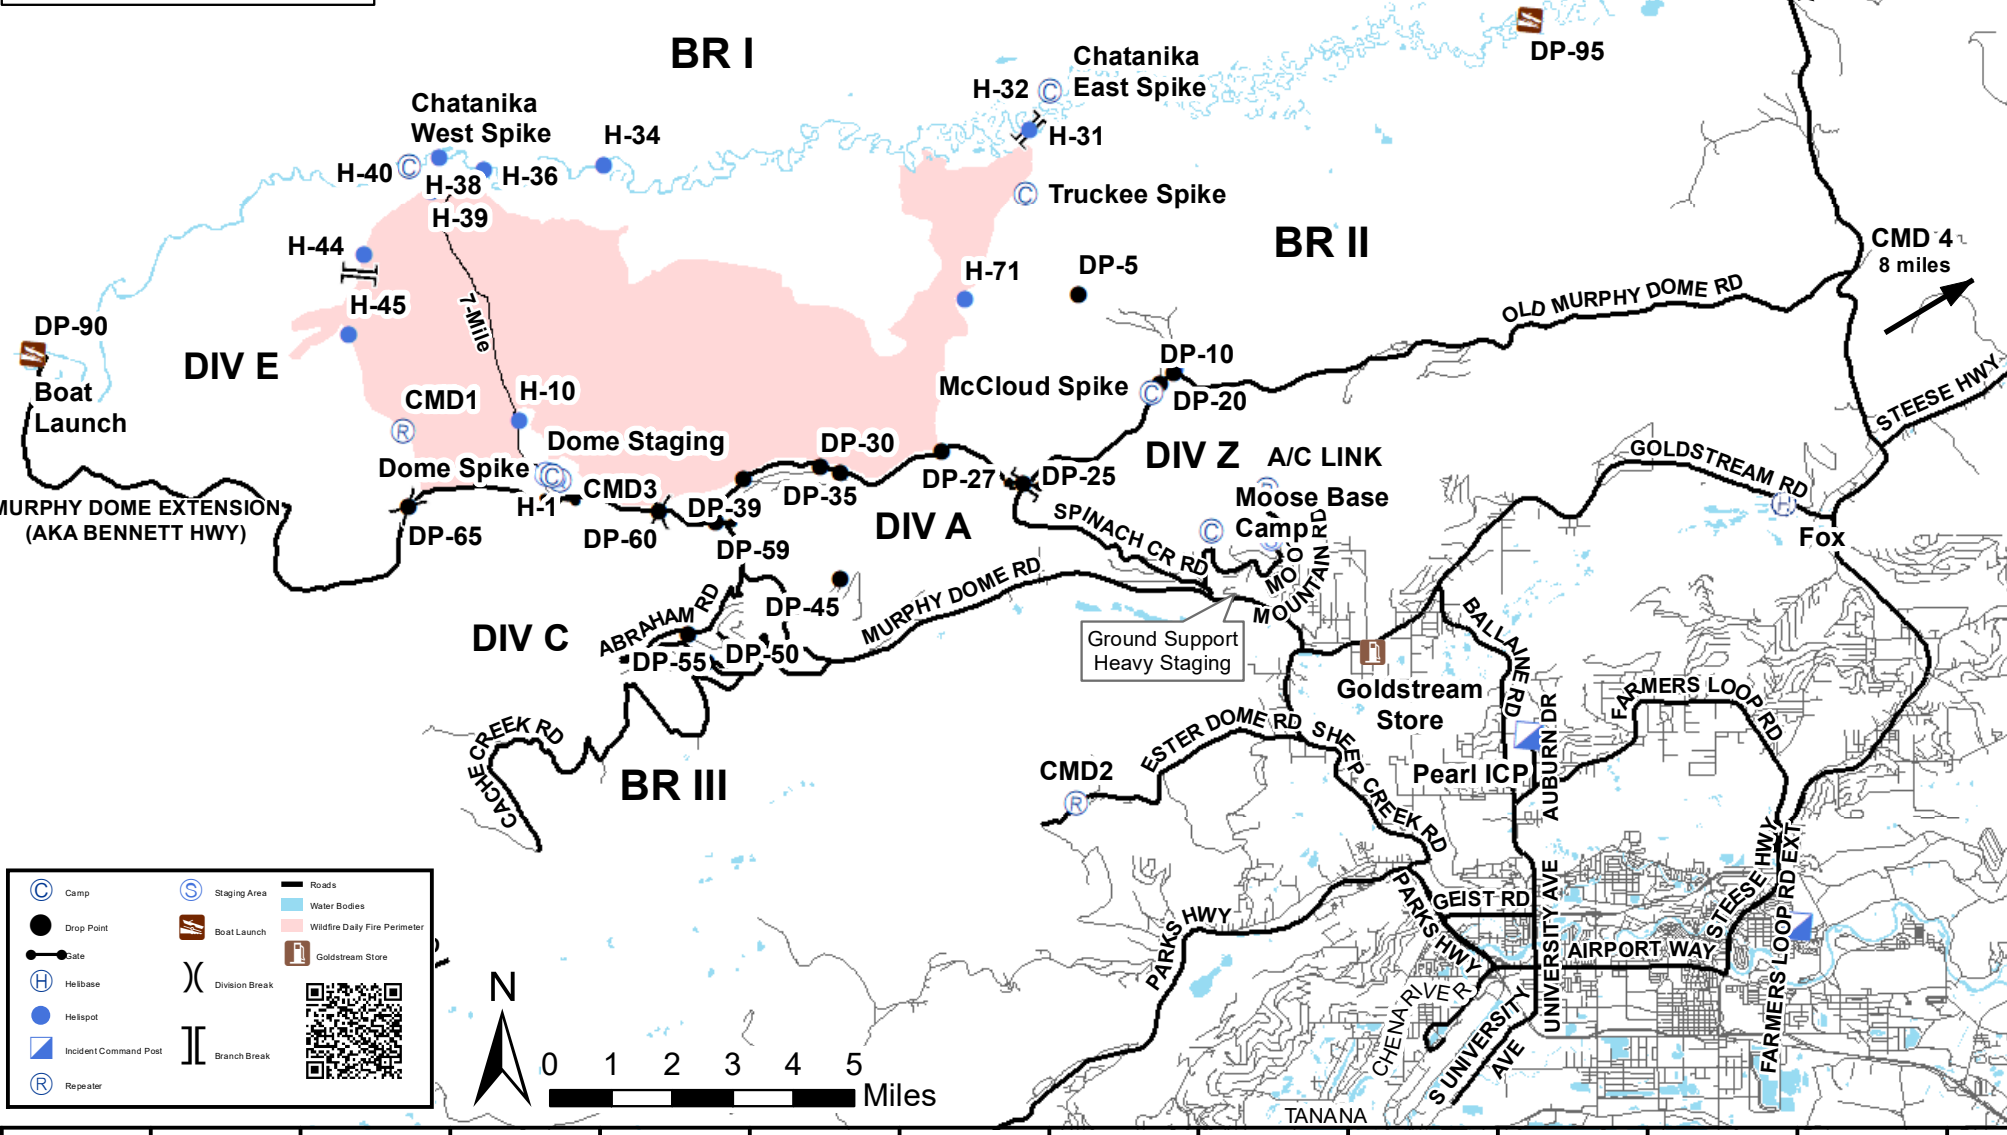 BR I
DP-95
Chatanika
East Spike
H-32
H-31
Chatanika
West Spike
H-34
H-40
H-38
H-36
H-39
Truckee Spike
BR II
CMD 4
8 miles
H-44
H-45
7-Mile
H-71
DP-5
OLD MURPHY DOME RD
DP-90
Boat
Launch
DIV E
DP-10
McCloud Spike
DP-20
STEESE HWY
CMD1
H-10
Dome Staging
DP-30
Dome Spike
CMD3
H-1
DP-27
DP-25
DIV Z
A/C LINK
GOLDSTREAM RD
Moose Base
Camp
Fox
MURPHY DOME EXTENSION
(AKA BENNETT HWY)
DP-65
DP-60
DP-39
DP-35
DIV A
DP-59
SPINACH CR RD
MOUNTAIN RD
MURPHY DOME RD
DP-45
ABRAHAM RD
DIV C
DP-55
DP-50
Ground Support
Heavy Staging
BALLAINE RD
Goldstream
Store
FARMERS LOOP RD
CACHE CREEK RD
BR III
CMD2
ESTER DOME RD
SHEEP CREEK RD
Pearl ICP
AUBURN DR
PARKS HWY
PARKS HWY
GEIST RD
UNIVERSITY AVE
AIRPORT WAY
STEESE HWY
FARMERS LOOP RD EXT
CHENA RIVER
S UNIVERSITY
AVE
TANANA
C Camp
Drop Point
Gate
H Helibase
Helispot
Incident Command Post
R Repeater
S Staging Area
Boat Launch
Division Break
Branch Break
Roads
Water Bodies
Wildfire Daily Fire Perimeter
Goldstream Store
N
0 1 2 3 4 5
Miles